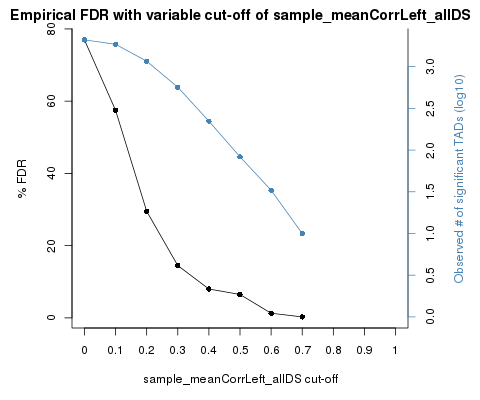 Empirical FDR with variable cut-off of sample_meanCorrLeft_allDS
% FDR
80
60
40
20
0
0 0.1 0.2 0.3 0.4 0.5 0.6 0.7 0.8 0.9 1
sample_meanCorrLeft_allDS cut-off
3.0
2.5
2.0
1.5
1.0
0.5
0.0
Observed # of significant TADs (log10)